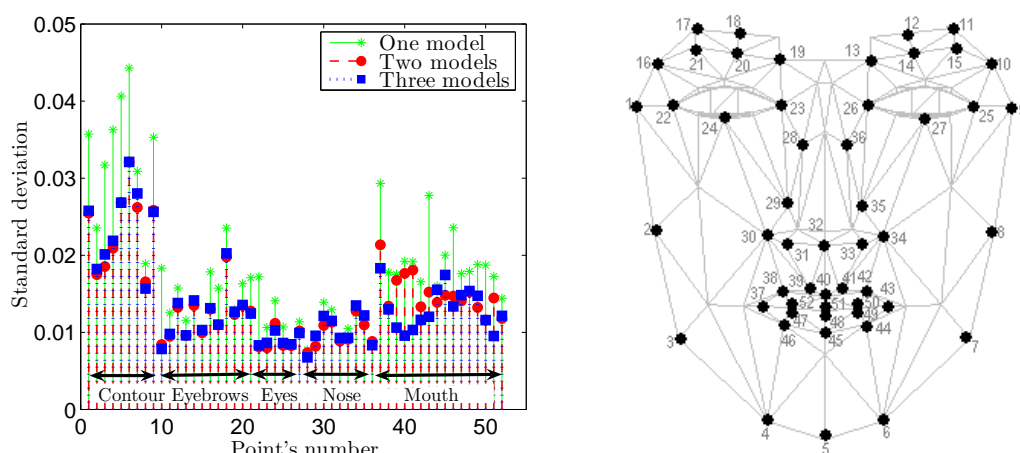 0.05
0.04
0.03
0.02
0.01
0
Standard deviation
One model
Two models
Three models
Contour Eyebrows Eyes Nose Mouth
0 10 20 30 40 50
Point's number
17 18 12 11
16 21 20 19 13 14 15 10
1 22 23 26 25
24 27
28 36
29 35
2 30 32 34 8
31 33
38 39 40 41 42
37 52 51 50 43
47 48 49
46 45 44
3 7
4 5 6